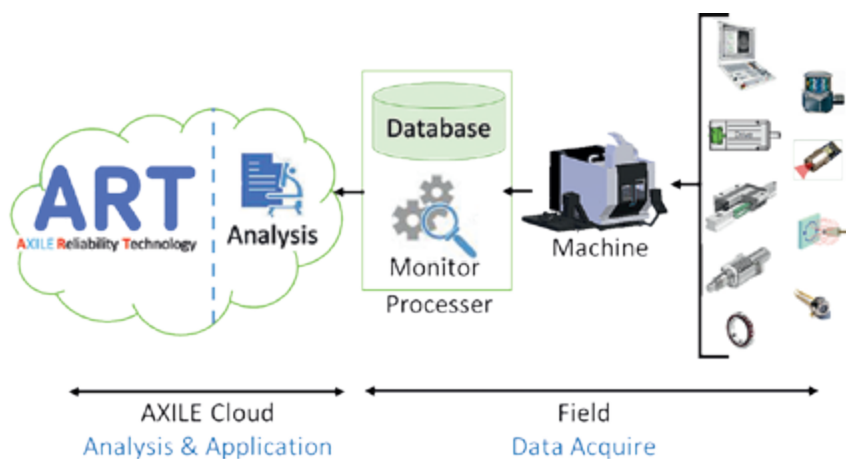 ART
AXILE Reliability Technology
Analysis
Database
Monitor
Processer
Machine
AXILE Cloud
Analysis & Application
Field
Data Acquire